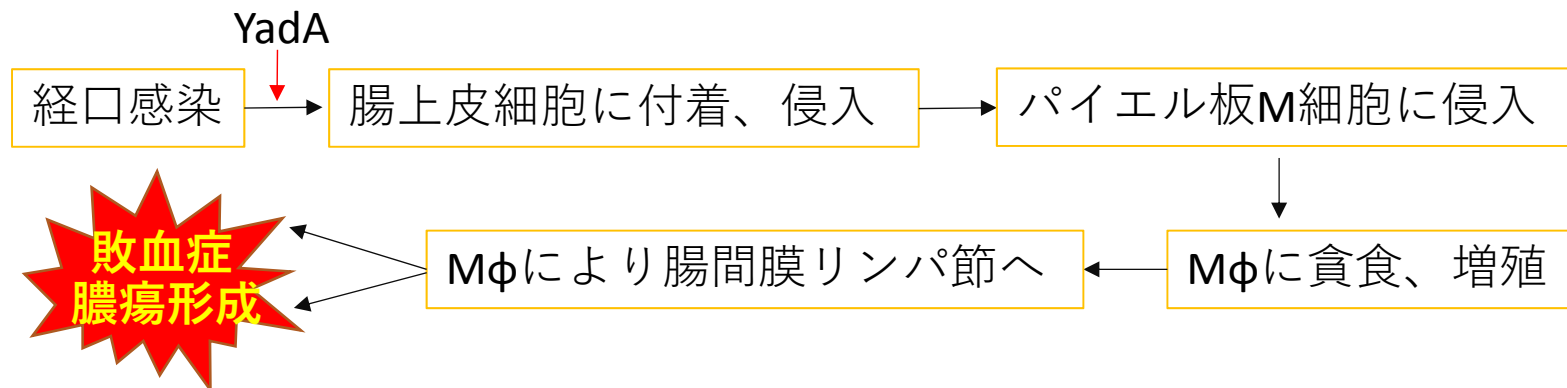 YadA
経口感染
腸上皮細胞に付着、侵入
パイエル板M細胞に侵入
Mφに貪食、増殖
Mφにより腸間膜リンパ節へ
敗血症
膿瘍形成